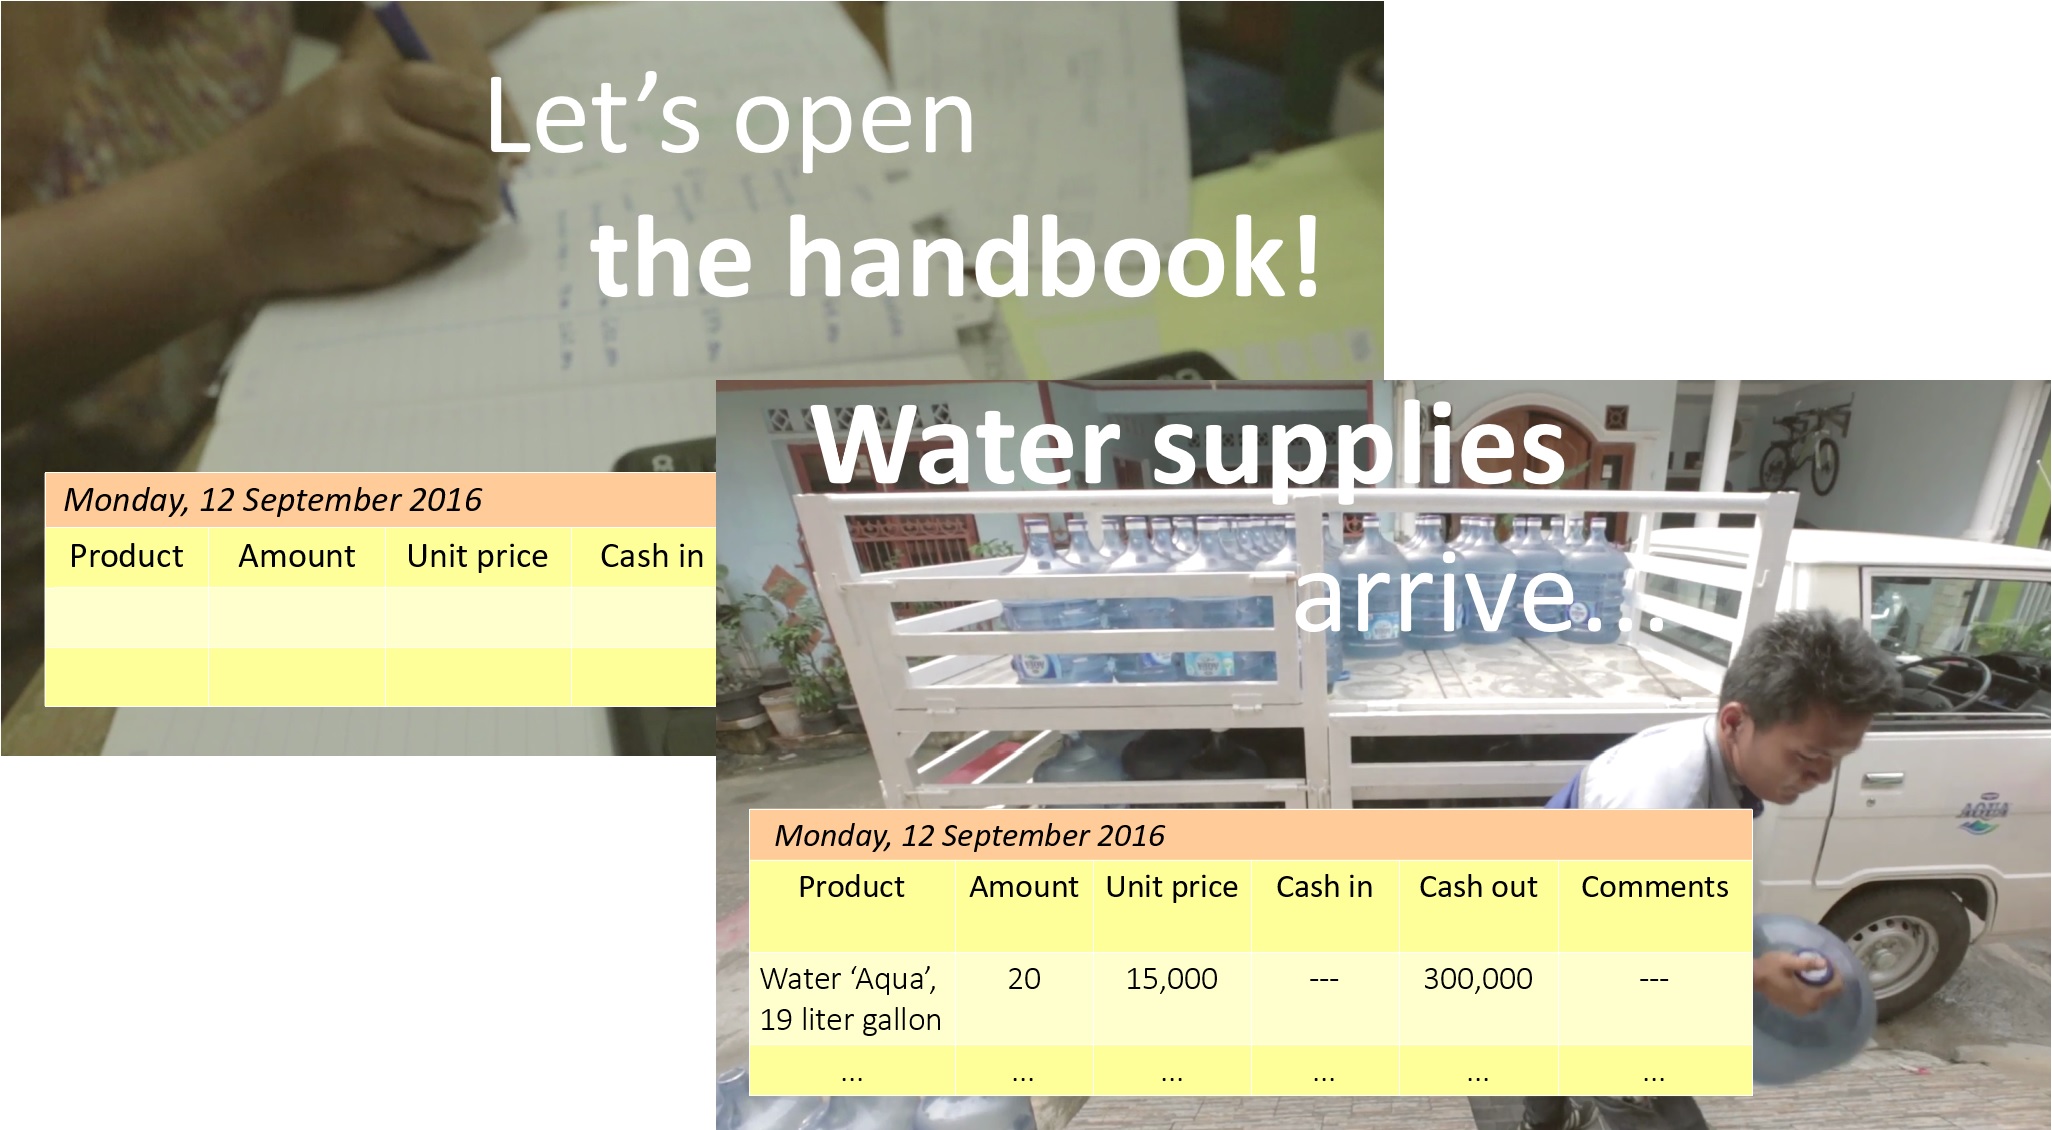 Let’s open
the handbook!
Monday, 12 September 2016
Product Amount Unit price Cash in
Water supplies
arrive...
Monday, 12 September 2016
Product Amount Unit price Cash in Cash out Comments
Water ‘Aqua’, 20 15,000 --- 300,000 ---
19 liter gallon
... ... ... ... ... ...
AQUA